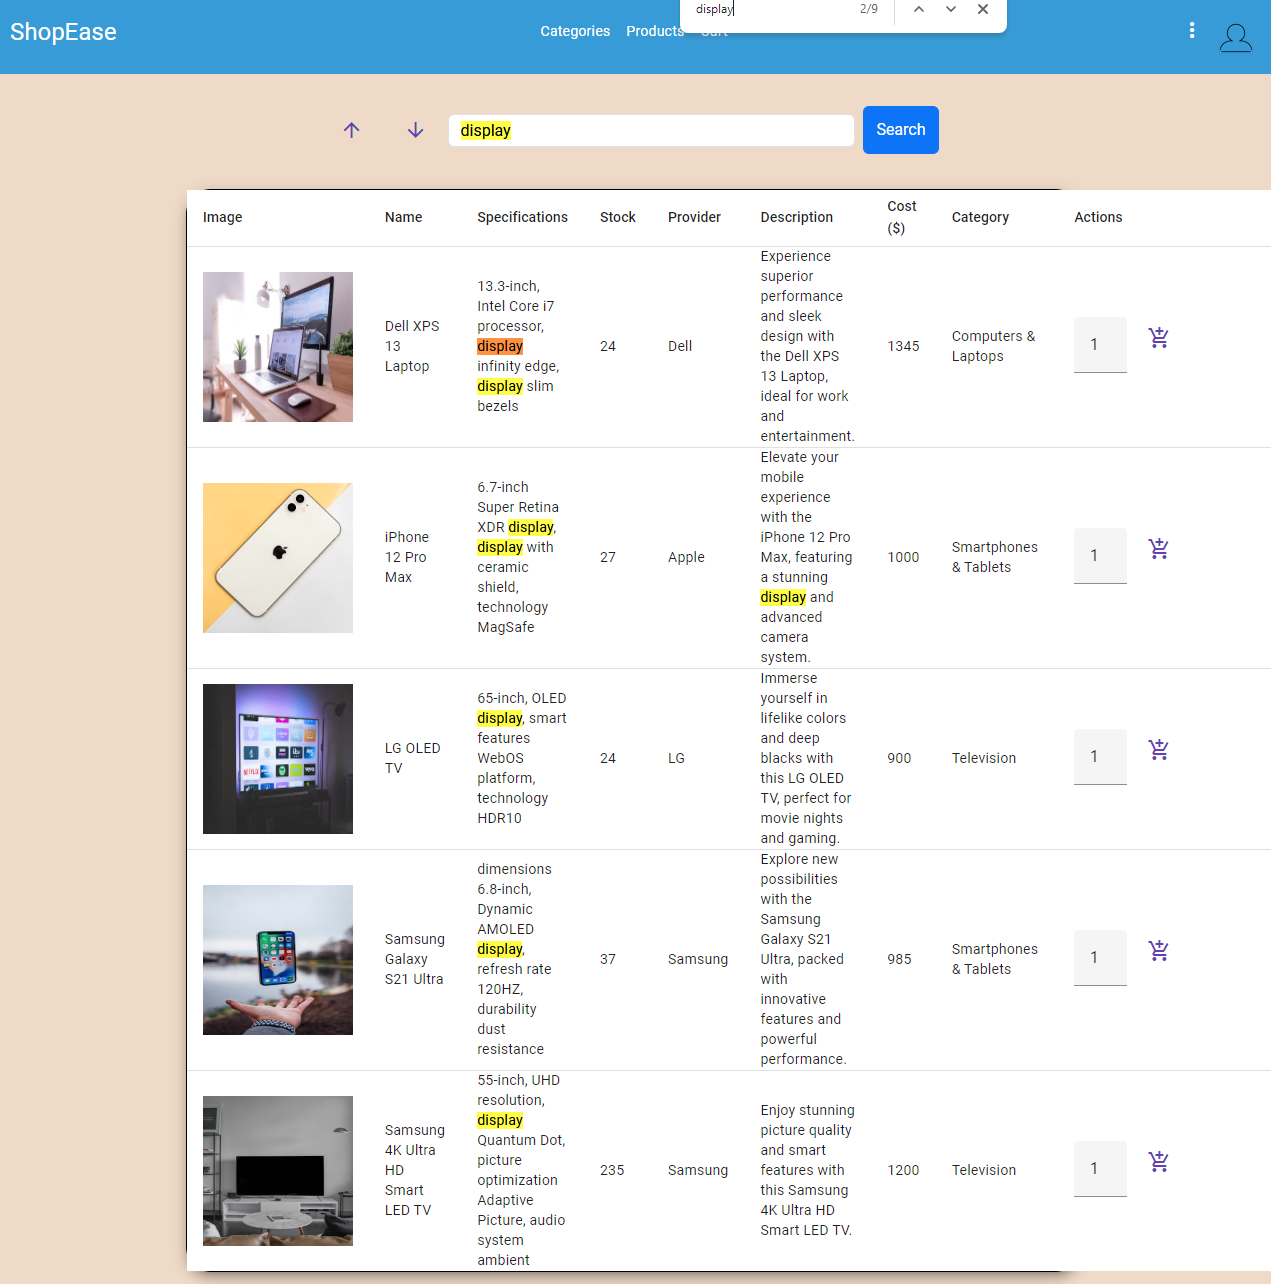 display 2/9
ShopEase
Categories Products Cart
display Search
Image Name Specifications Stock Provider Description Cost ($) Category Actions
Dell XPS
13
Laptop
13.3-inch,
Intel Core i7
processor,
display
infinity edge,
display slim
bezels
24
Dell
Experience
superior
performance
and sleek
design with
the Dell XPS
13 Laptop,
ideal for work
and
entertainment.
1345
Computers &
Laptops
1
iPhone
12 Pro
Max
6.7-inch
Super Retina
XDR display,
display with
ceramic
shield,
technology
MagSafe
27
Apple
Elevate your
mobile
experience
with the
iPhone 12 Pro
Max, featuring
a stunning
display and
advanced
camera
system.
1000
Smartphones
& Tablets
1
LG OLED
TV
65-inch, OLED
display, smart
features
WebOS
platform,
technology
HDR10
24
LG
Immerse
yourself in
lifelike colors
and deep
blacks with
this LG OLED
TV, perfect for
movie nights
and gaming.
900
Television
1
Samsung
Galaxy
S21 Ultra
dimensions
6.8-inch,
Dynamic
AMOLED
display,
refresh rate
120HZ,
durability
dust
resistance
37
Samsung
Explore new
possibilities
with the
Samsung
Galaxy S21
Ultra, packed
with
innovative
features and
powerful
performance.
985
Smartphones
& Tablets
1
Samsung
4K Ultra
HD
Smart
LED TV
55-inch, UHD
resolution,
display
Quantum Dot,
picture
optimization
Adaptive
Picture, audio
system
ambient
235
Samsung
Enjoy stunning
picture quality
and smart
features with
this Samsung
4K Ultra HD
Smart LED TV.
1200
Television
1